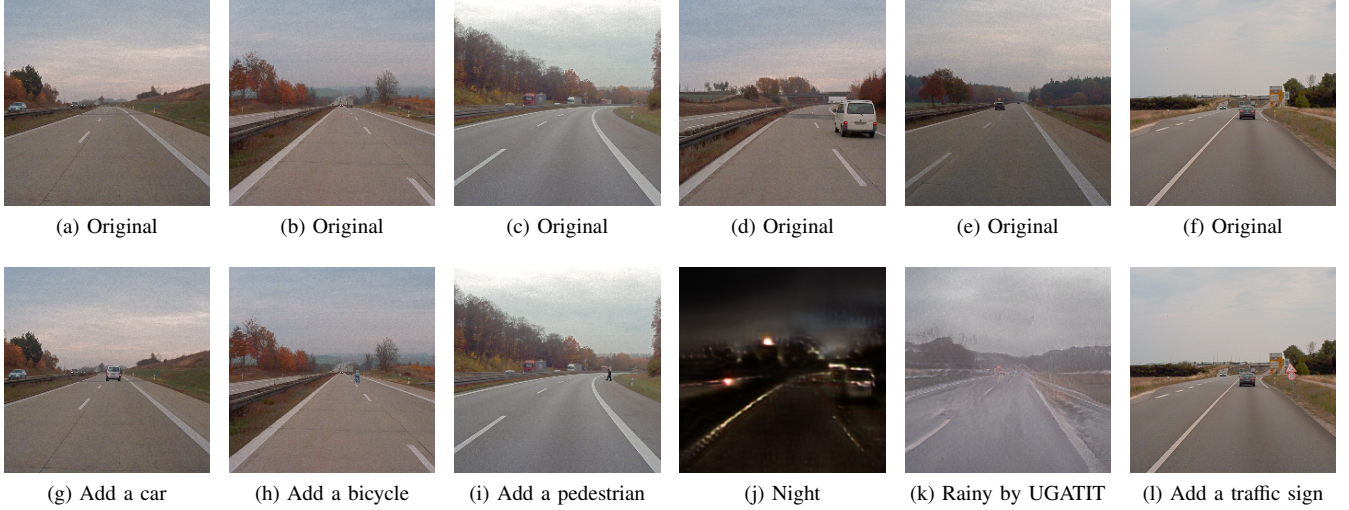 (a) Original (b) Original (c) Original (d) Original (e) Original (f) Original
(g) Add a car (h) Add a bicycle (i) Add a pedestrian (j) Night (k) Rainy by UGATIT (l) Add a traffic sign